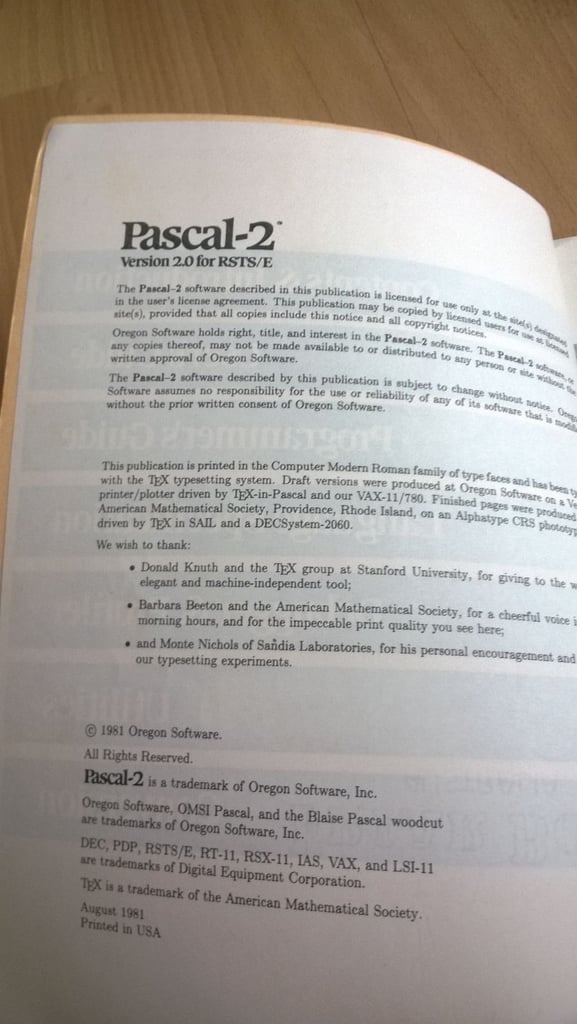 Pascal-2™
Version 2.0 for RSTS/E
The Pascal–2 software described in this publication is licensed for use only at the site(s) designated
in the user's license agreement. This publication may be copied by licensed users for use at licensed
site(s), provided that all copies include this notice and all copyright notices.
Oregon Software holds right, title, and interest in the Pascal–2 software. The Pascal–2 software, or
any copies thereof, may not be made available to or distributed to any person or site without the
written approval of Oregon Software.
The Pascal–2 software described by this publication is subject to change without notice.
Software assumes no responsibility for the use or reliability of any of its software that is
without the prior written consent of Oregon Software.
This publication is printed in the Computer Modern Roman family of type faces and has been
with the TEX typesetting system. Draft versions were produced at Oregon Software on a
printer/plotter driven by TEX-in-Pascal and our VAX-11/780. Finished pages were produced
American Mathematical Society, Providence, Rhode Island, on an Alphatype CRS
driven by TEX in SAIL and a DECSystem-2060.
We wish to thank:
• Donald Knuth and the TEX group at Stanford University, for giving to the
elegant and machine-independent tool;
• Barbara Beeton and the American Mathematical Society, for a cheerful voice
morning hours, and for the impeccable print quality you see here;
• and Monte Nichols of Sandia Laboratories, for his personal encouragement and
our typesetting experiments.
© 1981 Oregon Software.
All Rights Reserved.
Pascal-2 is a trademark of Oregon Software, Inc.
Oregon Software, OMSI Pascal, and the Blaise Pascal woodcut
are trademarks of Oregon Software, Inc.
DEC, PDP, RSTS/E, RT-11, RSX-11, IAS, VAX, and LSI-11
are trademarks of Digital Equipment Corporation.
TEX is a trademark of the American Mathematical Society.
August 1981
Printed in USA